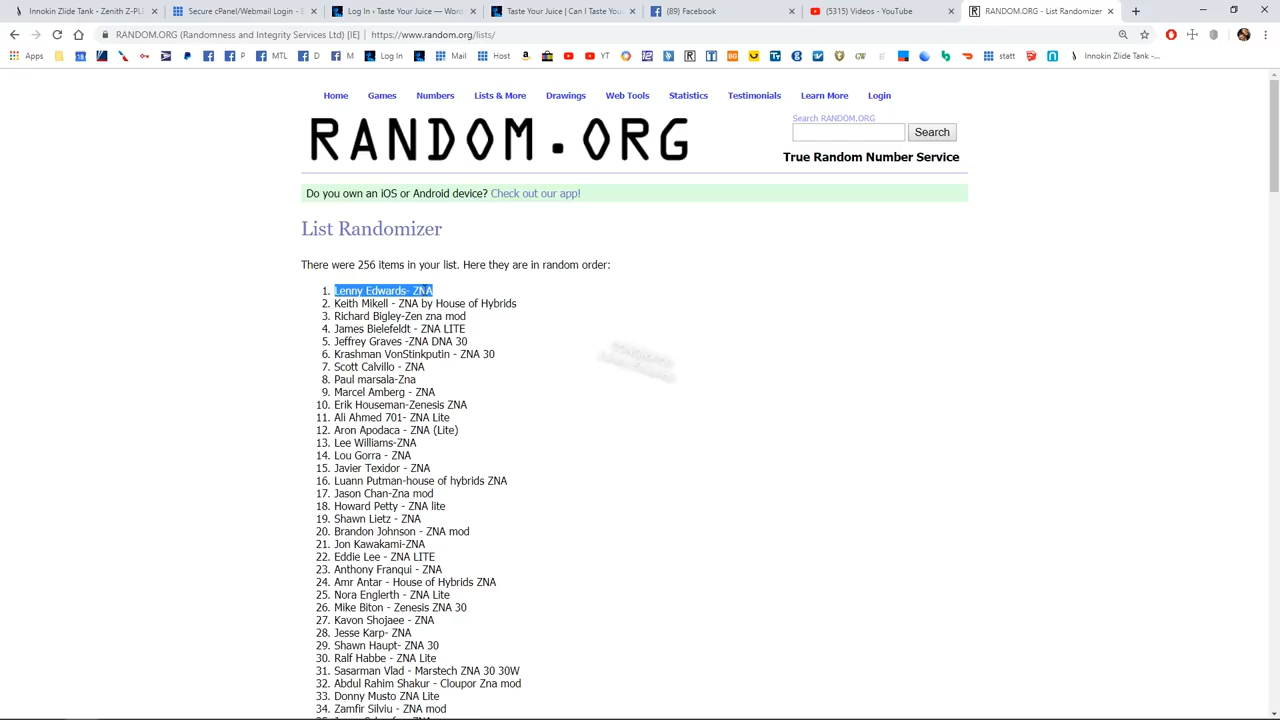 Innokin Zlide Tank - Zenith Z-PL
Secure cPanel/Webmail Login - E
Log In ‹ Taste Your Juice — Wor
Taste Your Juice | Can I Taste You
(89) Facebook
(5315) Videos - YouTube
RANDOM.ORG - List Randomizer
RANDOM.ORG (Randomness and Integrity Services Ltd) [IE] | https://www.random.org/lists/
Apps P MTL D M Log In Mail Host YT statt Innokin Zlide Tank -...
Home Games Numbers Lists & More Drawings Web Tools Statistics Testimonials Learn More Login
RANDOM.ORG
Search RANDOM.ORG
Search
True Random Number Service
Do you own an iOS or Android device? Check out our app!
List Randomizer
There were 256 items in your list. Here they are in random order:
1. Lenny Edwards- ZNA
2. Keith Mikell - ZNA by House of Hybrids
3. Richard Bigley-Zen zna mod
4. James Bielefeldt - ZNA LITE
5. Jeffrey Graves -ZNA DNA 30
6. Krashman VonStinkputin - ZNA 30
7. Scott Calvillo - ZNA
8. Paul marsala-Zna
9. Marcel Amberg - ZNA
10. Erik Houseman-Zenesis ZNA
11. Ali Ahmed 701- ZNA Lite
12. Aron Apodaca - ZNA (Lite)
13. Lee Williams-ZNA
14. Lou Gorra - ZNA
15. Javier Texidor - ZNA
16. Luann Putman-house of hybrids ZNA
17. Jason Chan-Zna mod
18. Howard Petty - ZNA lite
19. Shawn Lietz - ZNA
20. Brandon Johnson - ZNA mod
21. Jon Kawakami-ZNA
22. Eddie Lee - ZNA LITE
23. Anthony Franqui - ZNA
24. Amr Antar - House of Hybrids ZNA
25. Nora Englerth - ZNA Lite
26. Mike Biton - Zenesis ZNA 30
27. Kavon Shojaee - ZNA
28. Jesse Karp- ZNA
29. Shawn Haupt- ZNA 30
30. Ralf Habbe - ZNA Lite
31. Sasarman Vlad - Marstech ZNA 30 30W
32. Abdul Rahim Shakur - Cloupor Zna mod
33. Donny Musto ZNA Lite
34. Zamfir Silviu - ZNA mod